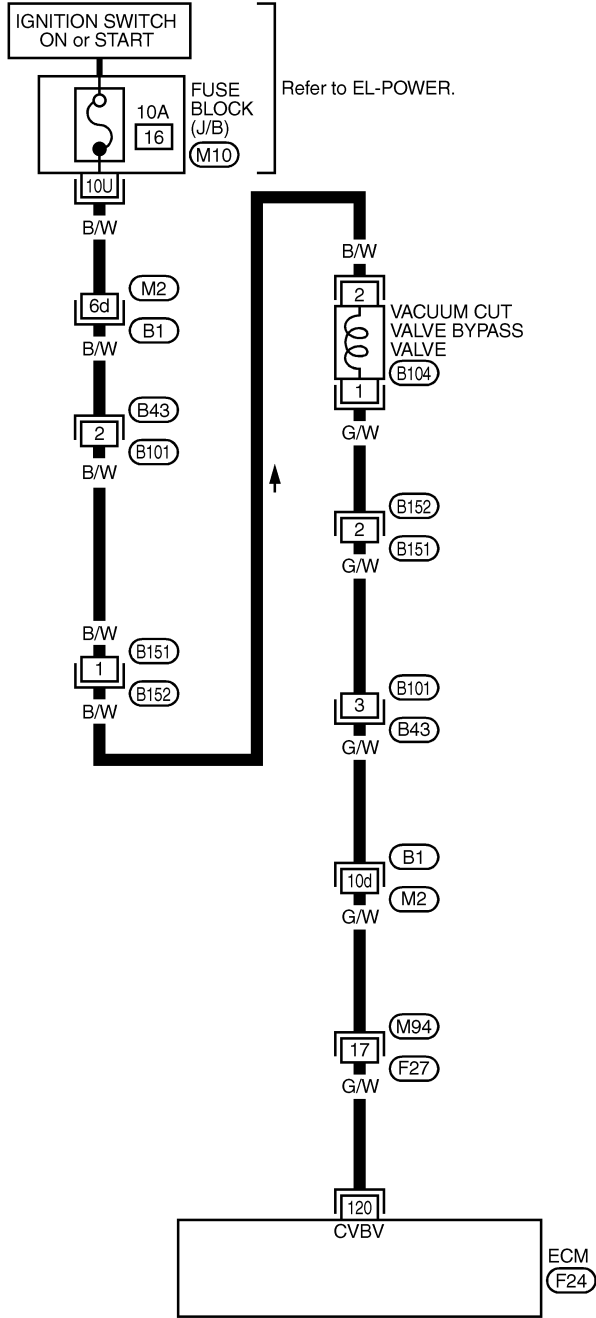 IGNITION SWITCH
ON or START
Refer to EL-POWER.
10A
16
FUSE
BLOCK
(J/B)
M10
10U
B/W
6d
M2
B1
B/W
2
B43
B101
B/W
B/W
1
B151
B152
B/W
B/W
2
VACUUM CUT
VALVE BYPASS
VALVE
B104
1
G/W
2
B152
B151
G/W
3
B101
B43
G/W
10d
B1
M2
G/W
17
M94
F27
G/W
120
CVBV
ECM
F24